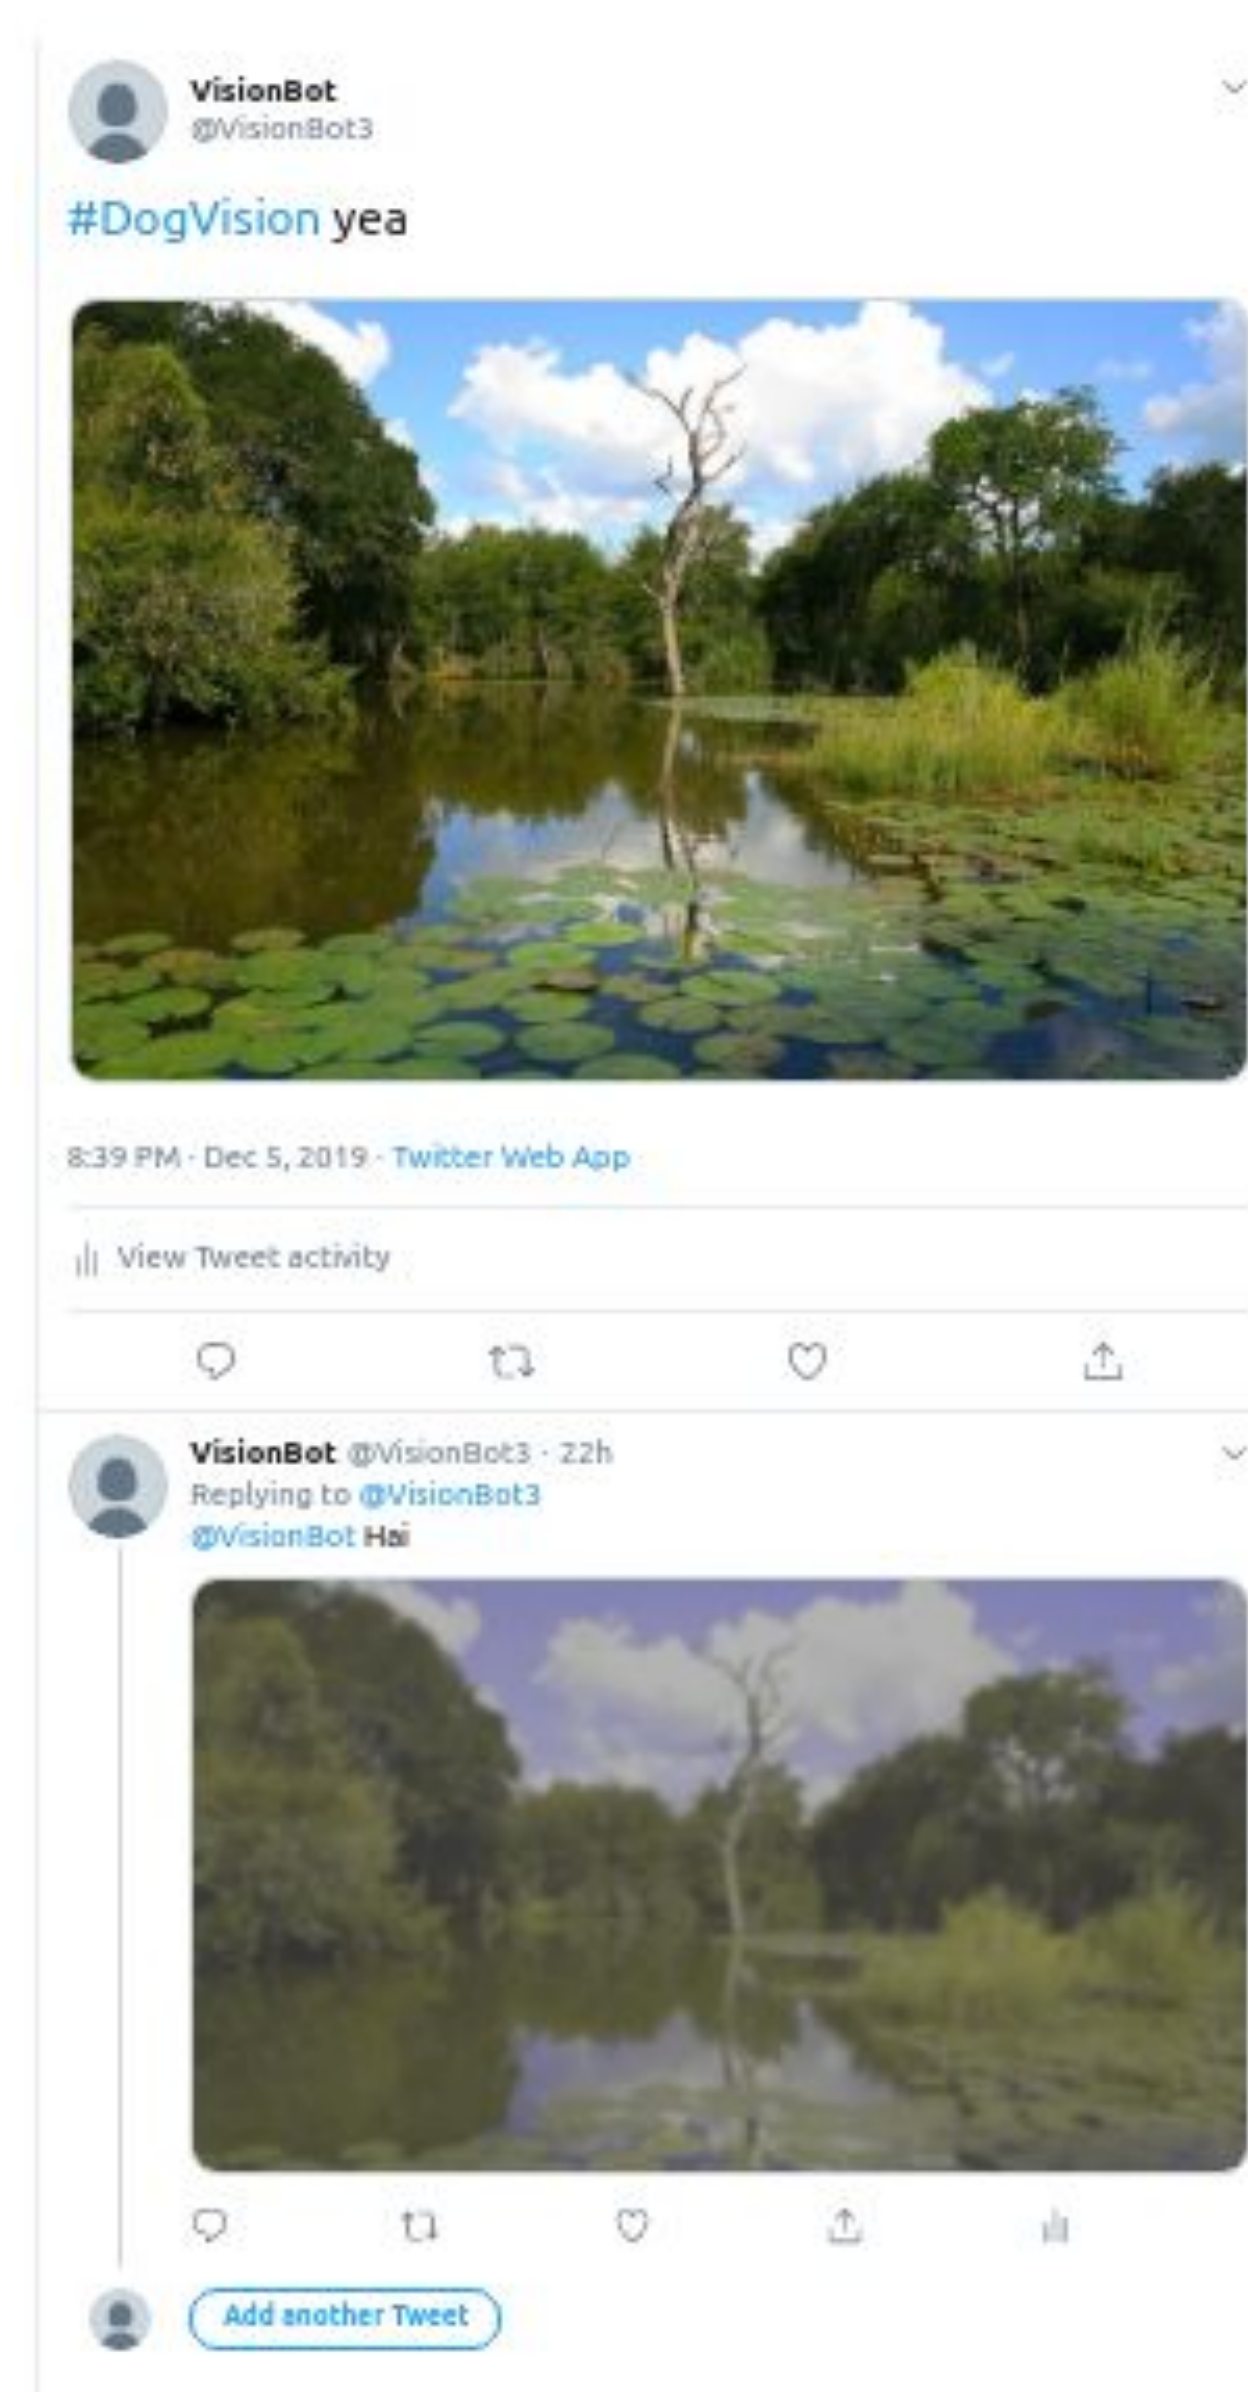 VisionBot
@VisionBot3
#DogVision yea
8:39 PM · Dec 5, 2019 · Twitter Web App
View Tweet activity
VisionBot @VisionBot3 · 22h
Replying to @VisionBot3
@VisionBot Hai
Add another Tweet